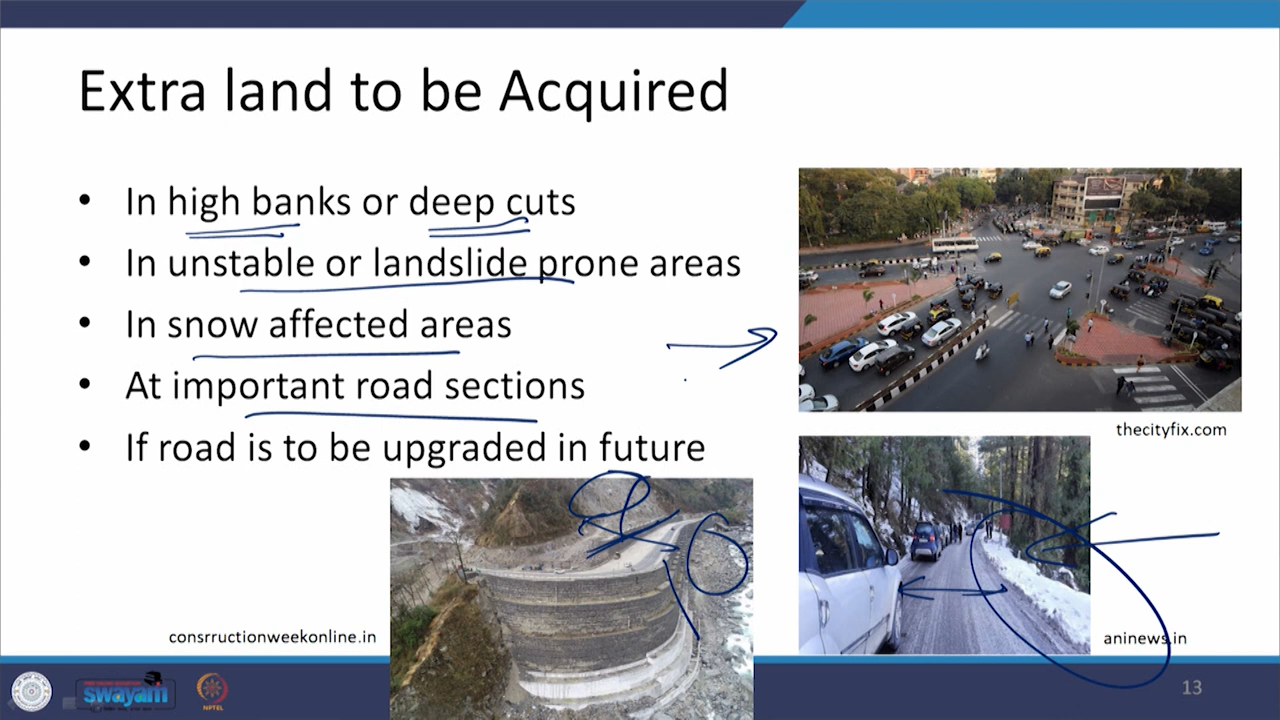 Extra land to be Acquired
• In high banks or deep cuts
• In unstable or landslide prone areas
• In snow affected areas
• At important road sections
• If road is to be upgraded in future
thecityfix.com
consrructionweekonline.in
aninews.in
swayam
NPTEL
13